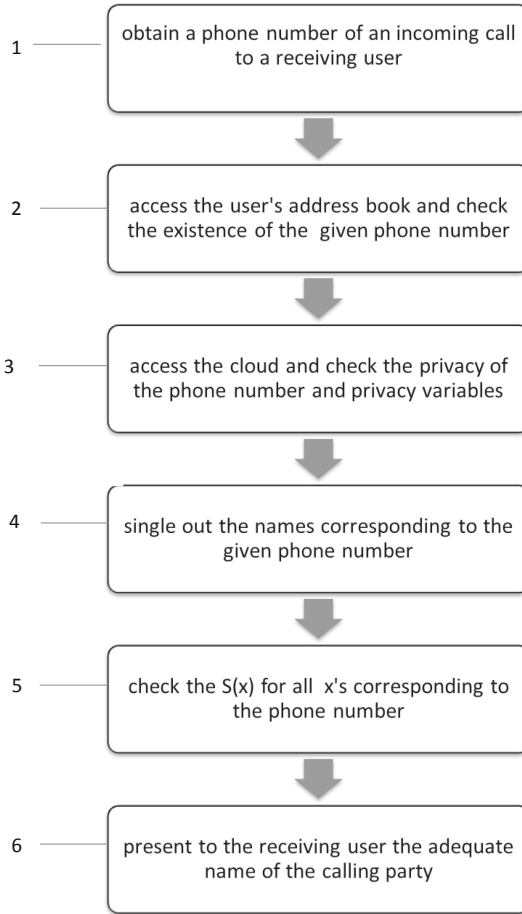 1
obtain a phone number of an incoming call
to a receiving user
2
access the user's address book and check
the existence of the given phone number
3
access the cloud and check the privacy of
the phone number and privacy variables
4
single out the names corresponding to the
given phone number
5
check the S(x) for all x's corresponding to
the phone number
6
present to the receiving user the adequate
name of the calling party